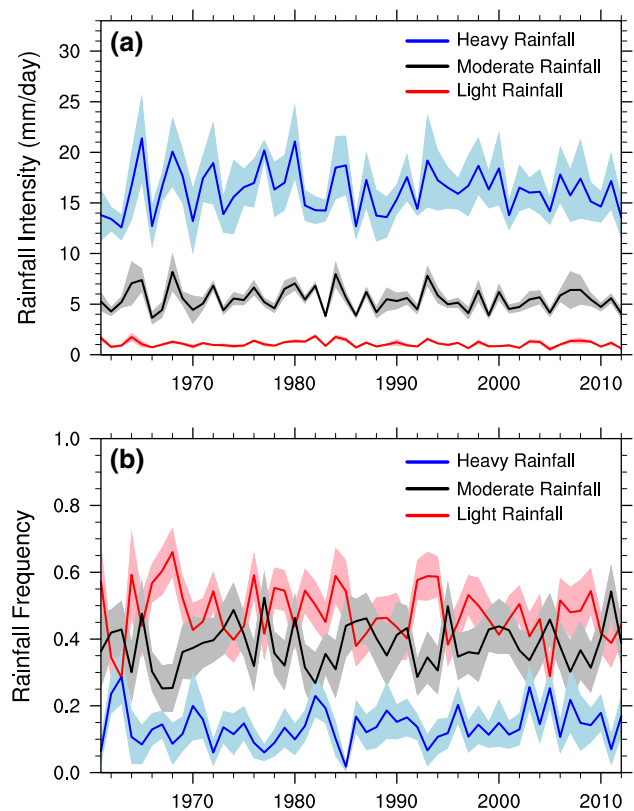 (a)
Heavy Rainfall
Moderate Rainfall
Light Rainfall
Rainfall Intensity (mm/day)
30
25
20
15
10
5
0
1970
1980
1990
2000
2010
(b)
Heavy Rainfall
Moderate Rainfall
Light Rainfall
Rainfall Frequency
1.0
0.8
0.6
0.4
0.2
0.0
1970
1980
1990
2000
2010